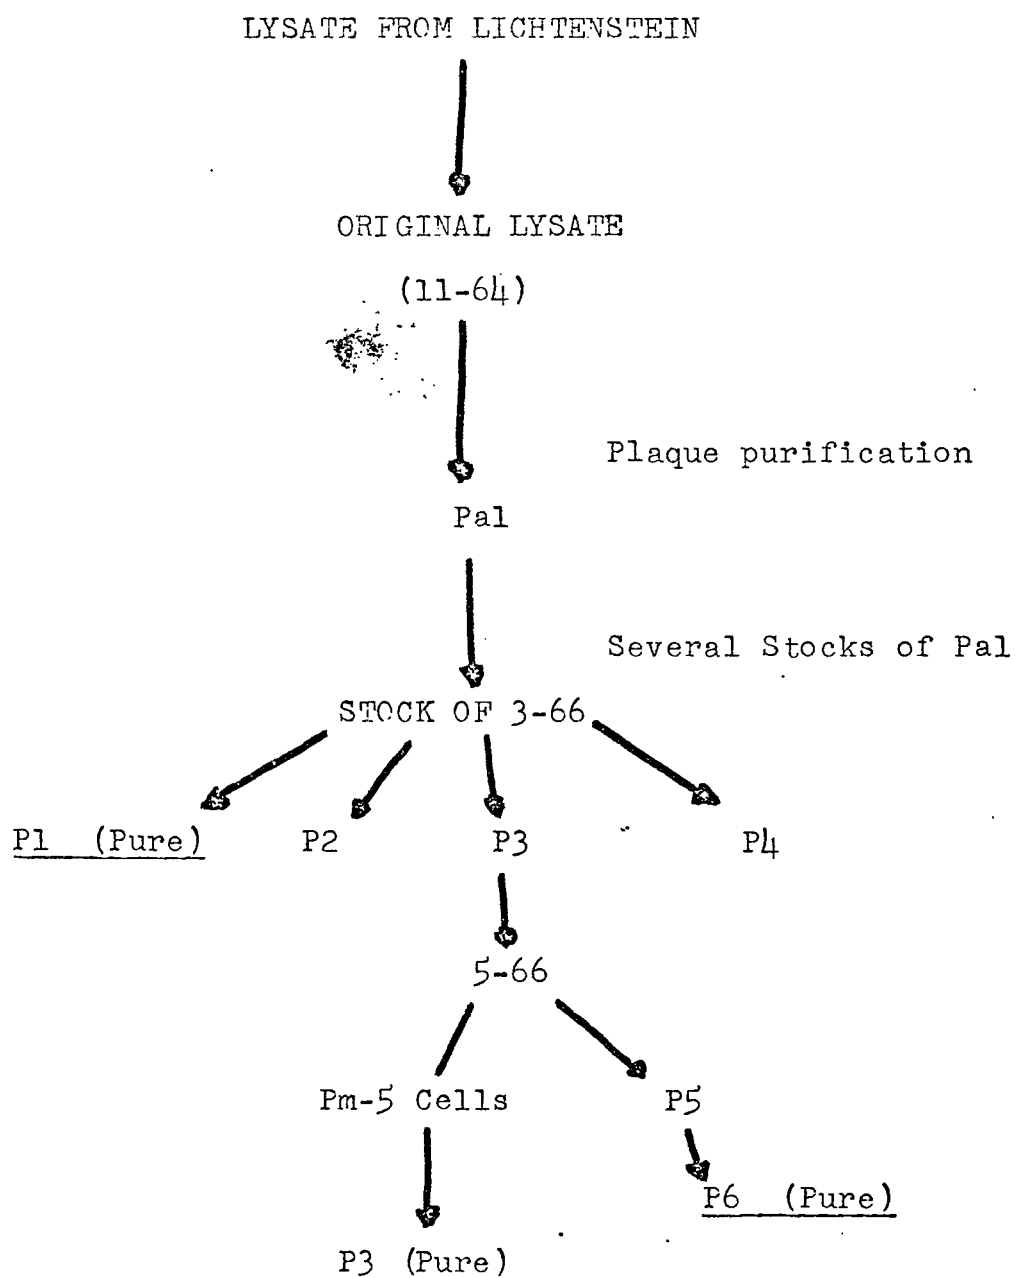 LYSATE FROM LICHTENSTEIN
ORIGINAL LYSATE
(11-64)
Plaque purification
Pal
Several Stocks of Pal
STOCK OF 3-66
P1 (Pure) P2 P3 P4
5-66
Pm-5 Cells P5
P6 (Pure)
P3 (Pure)